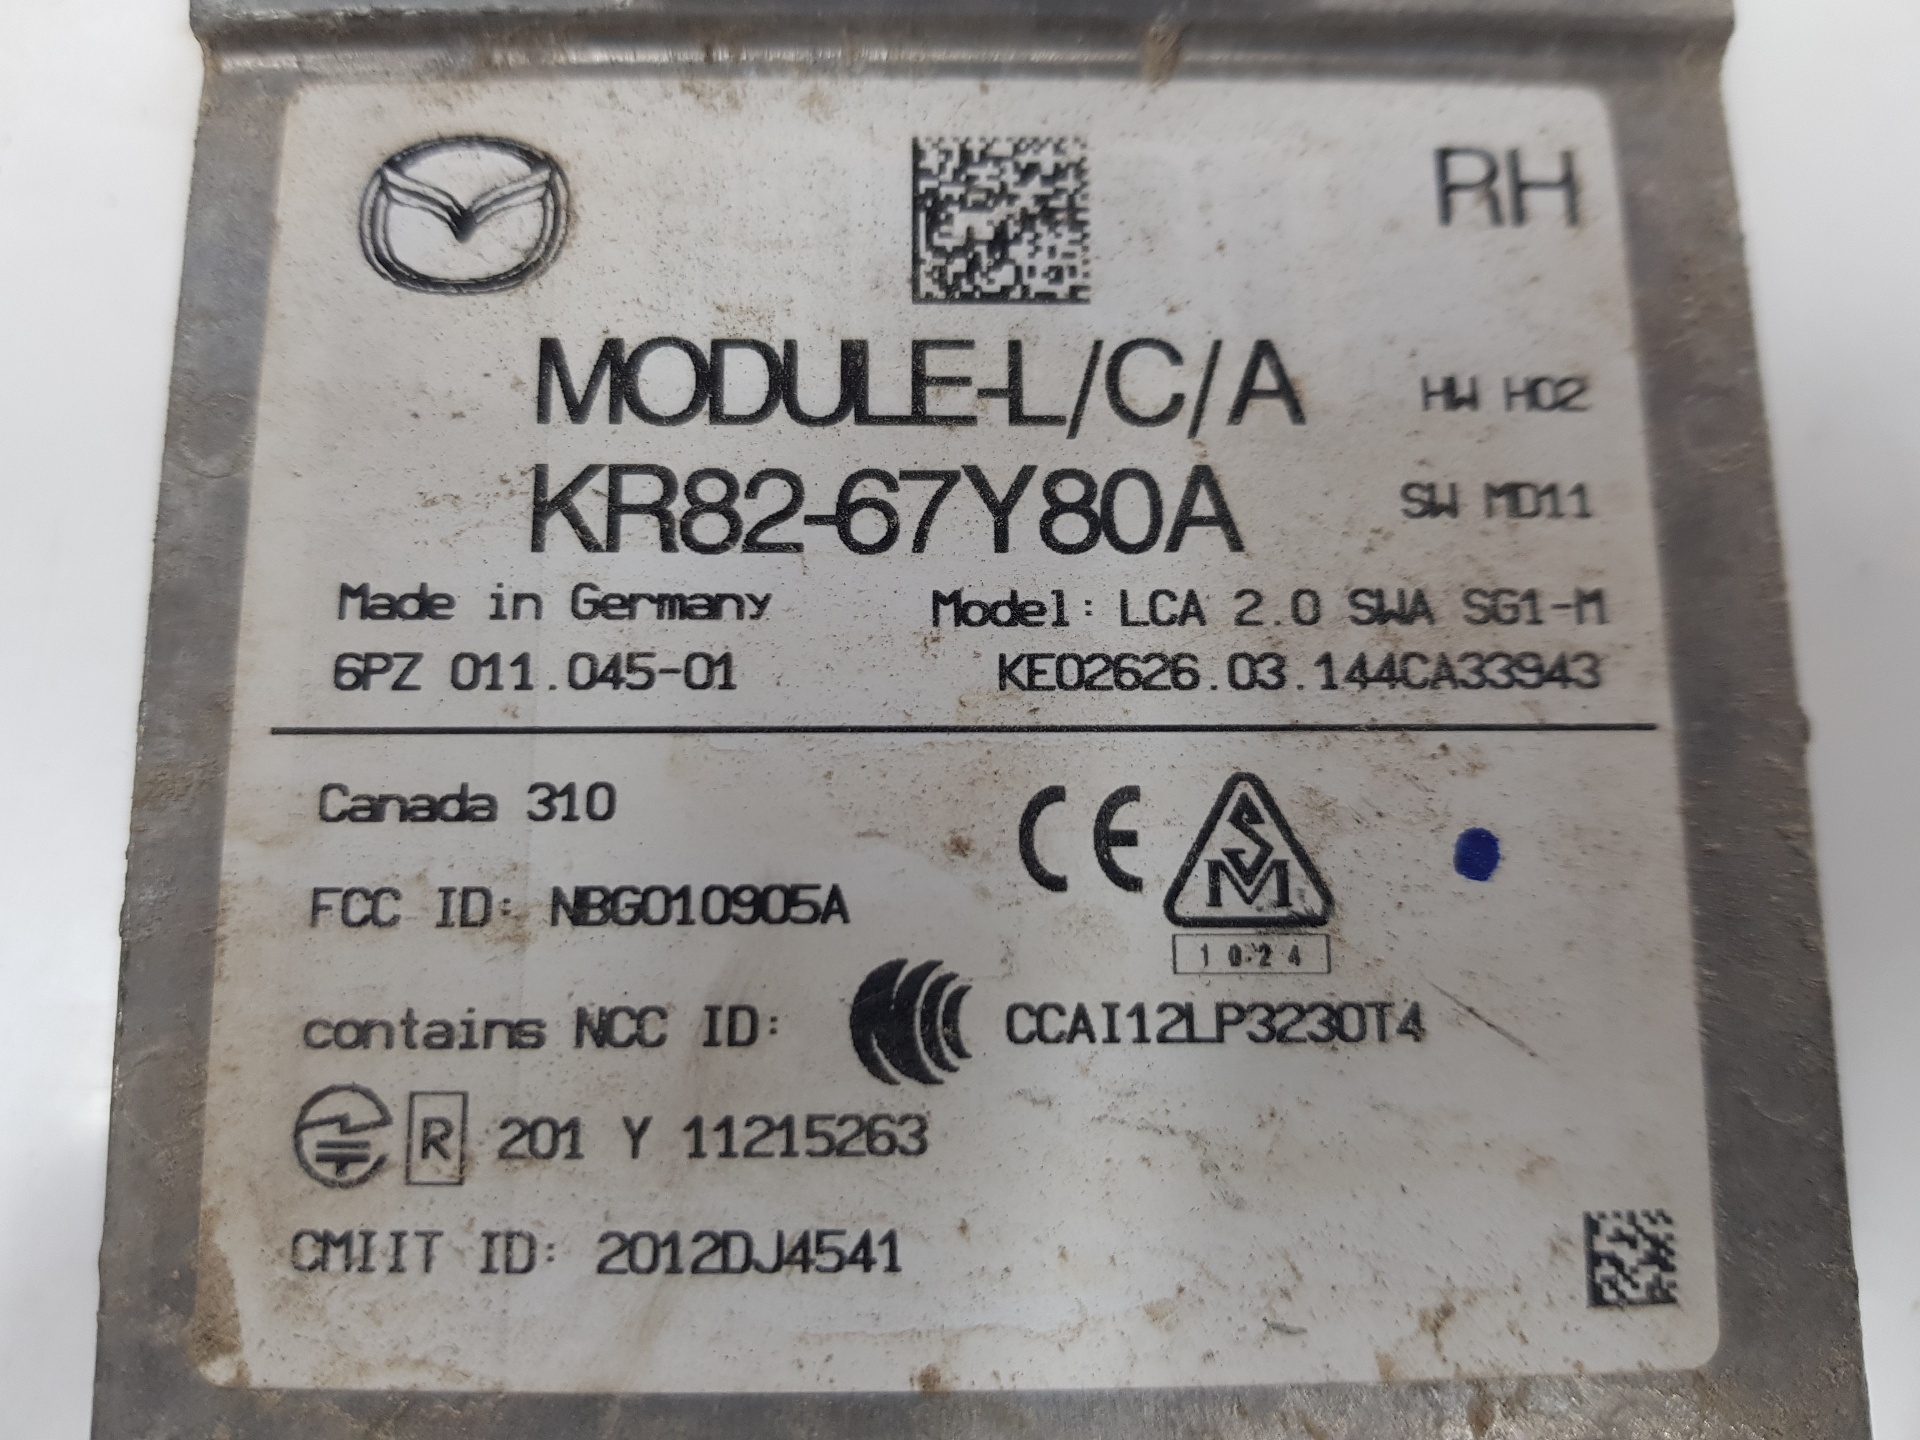 RH
MODULE-L/C/A
HW H02
KR82-67Y80A
SW MD11
Made in Germany
Model: LCA 2.0 SWA SG1-M
6PZ 011.045-01
KE02626.03.144CA33943
Canada 310
CE
SM
FCC ID: NBG010905A
1024
contains NCC ID: CCAI12LP3230T4
R 201 Y 11215263
CMIIT ID: 2012DJ4541